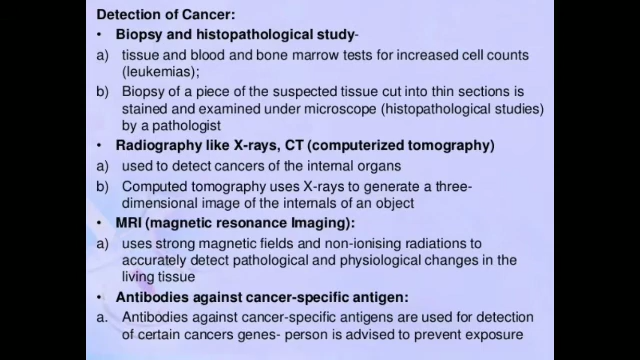 Detection of Cancer:
• Biopsy and histopathological study-
a) tissue and blood and bone marrow tests for increased cell counts
(leukemias);
b) Biopsy of a piece of the suspected tissue cut into thin sections is
stained and examined under microscope (histopathological studies)
by a pathologist
• Radiography like X-rays, CT (computerized tomography)
a) used to detect cancers of the internal organs
b) Computed tomography uses X-rays to generate a three-
dimensional image of the internals of an object
• MRI (magnetic resonance Imaging):
a) uses strong magnetic fields and non-ionising radiations to
accurately detect pathological and physiological changes in the
living tissue
• Antibodies against cancer-specific antigen:
a. Antibodies against cancer-specific antigens are used for detection
of certain cancers genes- person is advised to prevent exposure